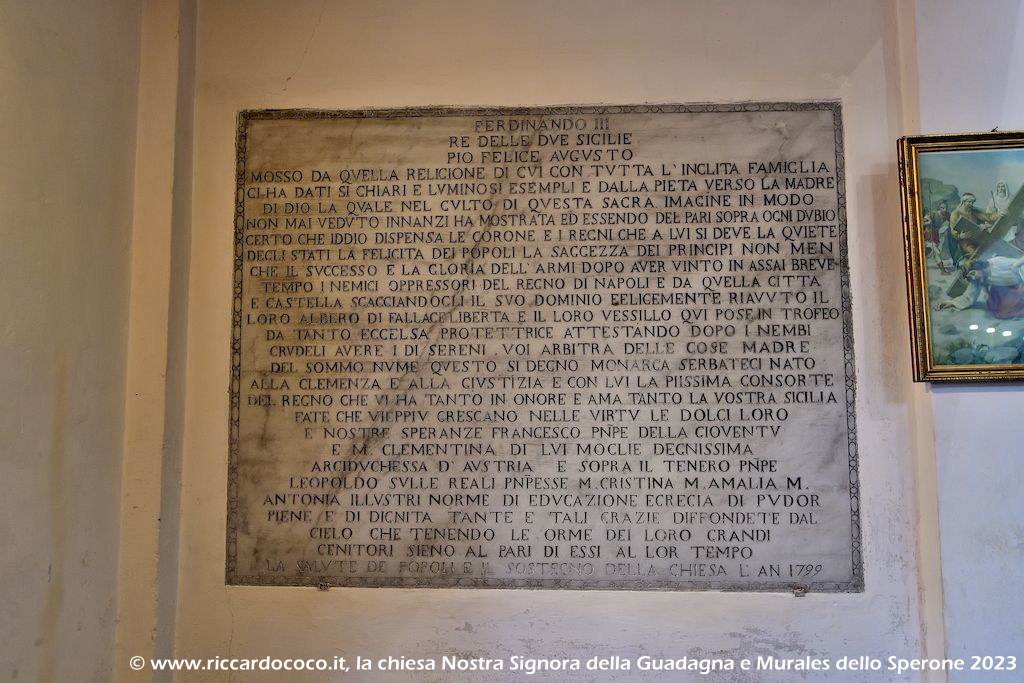 FERDINANDO III
RE DELLE DVE SICILIE
PIO FELICE AVGVSTO
MOSSO DA QVELLA RELIGIONE DI CVI CON TVTTA L'INCLITA FAMIGLIA
CI HA DATI SI CHIARI E LVMINOSI ESEMPLI E DALLA PIETA VERSO LA MADRE
DI DIO LA QVALE NEL CVLTO DI QVESTA SACRA IMAGINE IN MODO
NON MAI VEDVTO INNANZI HA MOSTRATA ED ESSENDO DEL PARI SOPRA OGNI DVBIO
CERTO CHE IDDIO DISPENSA LE CORONE E I REGNI CHE A LVI SI DEVE LA QVIETE
DEGLI STATI LA FELICITA DEI POPOLI LA SAGGEZZA DEI PRINCIPI NON MEN
CHE IL SVCCESSO E LA GLORIA DELL'ARMI DOPO AVER VINTO IN ASSAI BREVE
TEMPO I NEMICI OPPRESSORI DEL REGNO DI NAPOLI E DA QVELLA CITTA
E CASTELLA SCACCIANDOGLI IL SVO DOMINIO FELICEMENTE RIAVVTO IL
LORO ALBERO DI FALLACE LIBERTA E IL LORO VESSILLO QVI POSE IN TROFEO
DA TANTO ECCELSA PROTETTRICE ATTESTANDO DOPO I NEMBI
CRVDELI AVERE I DI SERENI . VOI ARBITRA DELLE COSE MADRE
DEL SOMMO NVME QVESTO SI DEGNO MONARCA SERBATECI NATO
ALLA CLEMENZA E ALLA GIVSTIZIA E CON LVI LA PIISSIMA CONSORTE
DEL REGNO CHE VI HA TANTO IN ONORE E AMA TANTO LA VOSTRA SICILIA
FATE CHE VIEPPIV CRESCANO NELLE VIRTV LE DOLCI LORO
E NOSTRE SPERANZE FRANCESCO PÑPE DELLA GIOVENTV
E M. CLEMENTINA DI LVI MOGLIE DEGNISSIMA
ARCIDVCHESSA D'AVSTRIA E SOPRA IL TENERO PÑPE
LEOPOLDO SVLLE REALI PÑPESSE M.CRISTINA M.AMALIA M.
ANTONIA ILLVSTRI NORME DI EDVCAZIONE EGREGIA DI PVDOR
PIENE E DI DIGNITA TANTE E TALI GRAZIE DIFFONDETE DAL
CIELO CHE TENENDO LE ORME DEI LORO GRANDI
GENITORI SIENO AL PARI DI ESSI AL LOR TEMPO
LA SALVTE DE POPOLI E IL SOSTEGNO DELLA CHIESA L'AN 1799
© www.riccardococo.it, la chiesa Nostra Signora della Guadagna e Murales dello Sperone 2023